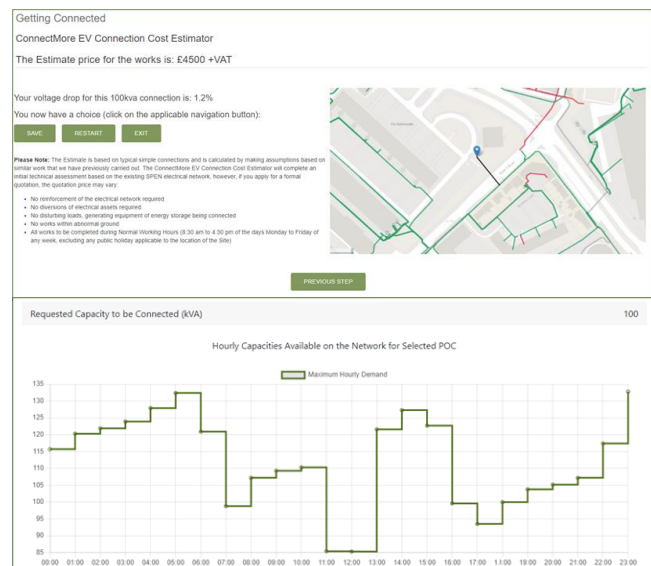 Getting Connected
ConnectMore EV Connection Cost Estimator
The Estimate price for the works is: £4500 +VAT
Your voltage drop for this 100kva connection is: 1.2%
You now have a choice (click on the applicable navigation button):
SAVE RESTART EXIT
Please Note: The Estimate is based on typical simple connections and is calculated by making assumptions based on
similar work that we have previously carried out. The ConnectMore EV Connection Cost Estimator will complete an
initial technical assessment based on the existing SPEN electrical network, however, if you apply for a formal
quotation, the quotation price may vary.
• No reinforcement of the electrical network required
• No diversions of electrical assets required
• No disturbing loads, generating equipment of energy storage being connected
• No works within abnormal ground
• All works to be completed during Normal Working Hours (8:30 am to 4:30 pm of the days Monday to Friday of
any week, excluding any public holiday applicable to the location of the Site)
PREVIOUS STEP
Requested Capacity to be Connected (kVA) 100
Hourly Capacities Available on the Network for Selected POC
Maximum Hourly Demand
135
130
125
120
115
110
105
100
95
90
85
00:00 01:00 02:00 03:00 04:00 05:00 06:00 07:00 08:00 09:00 10:00 11:00 12:00 13:00 14:00 15:00 16:00 17:00 1.1:00 19:00 20:00 21:00 22:00 23:00